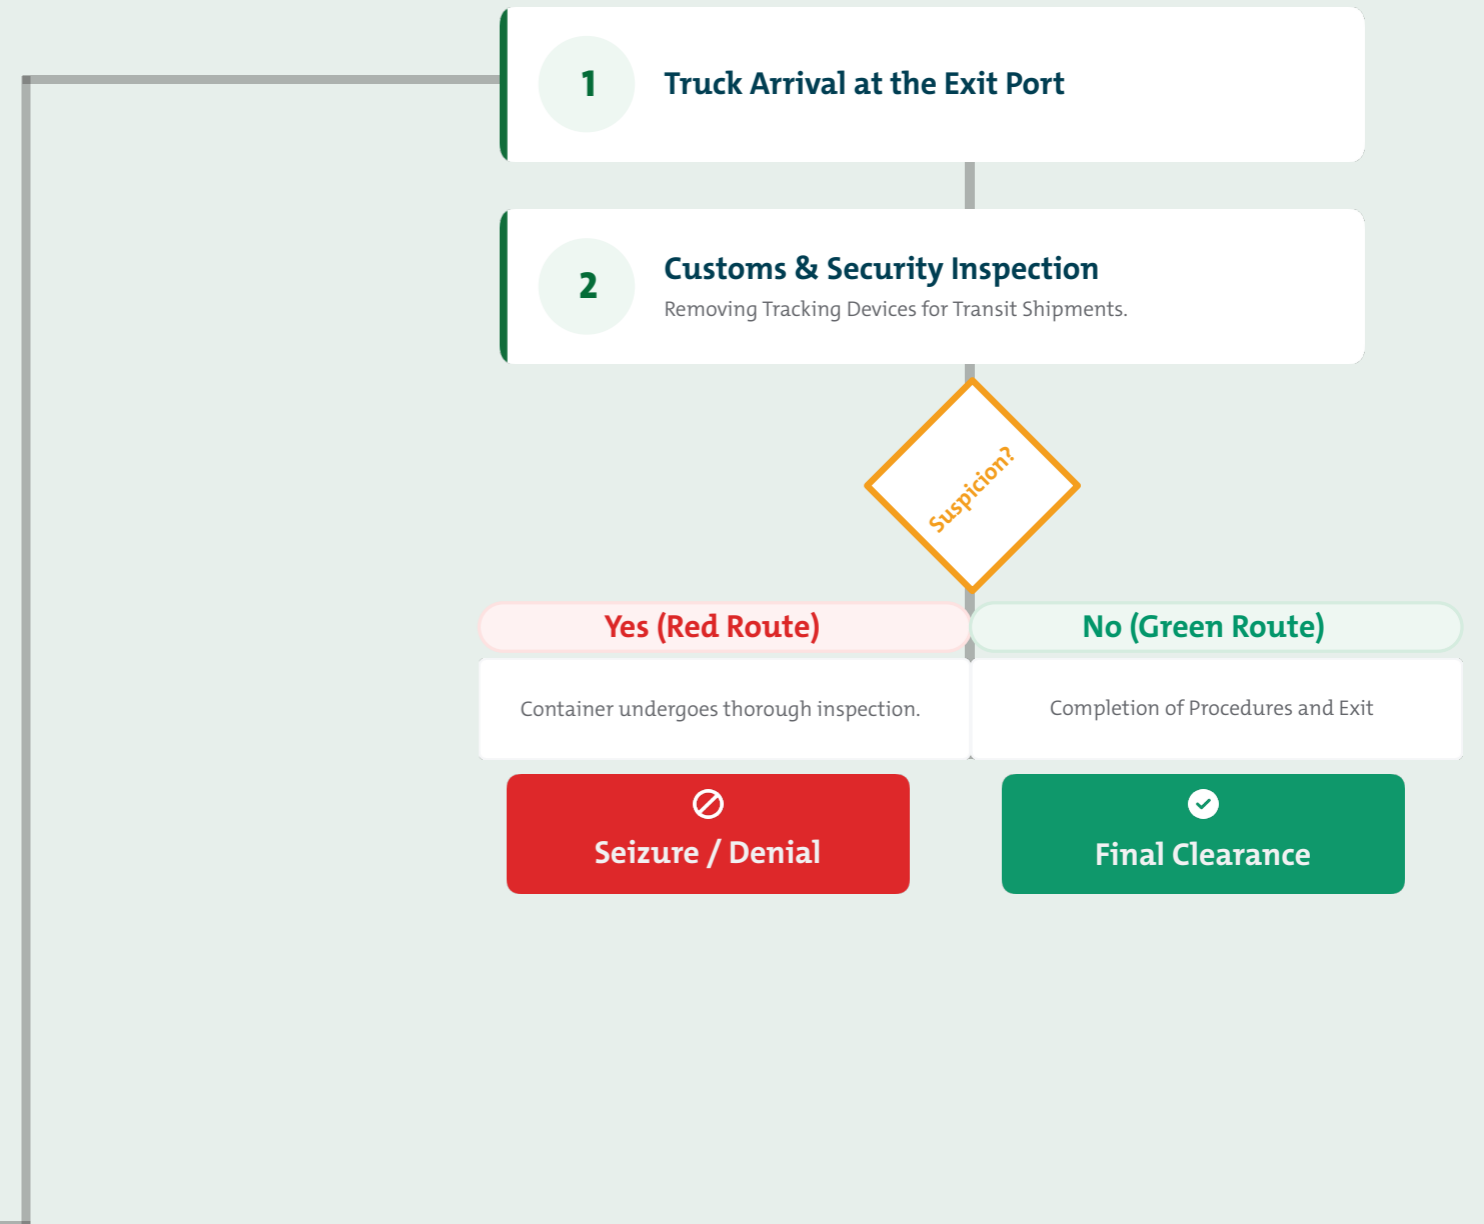 1
Truck Arrival at the Exit Port
2
Customs & Security Inspection
Removing Tracking Devices for Transit Shipments.
Suspicion?
Yes (Red Route)
No (Green Route)
Container undergoes thorough inspection.
Completion of Procedures and Exit
Seizure / Denial
Final Clearance